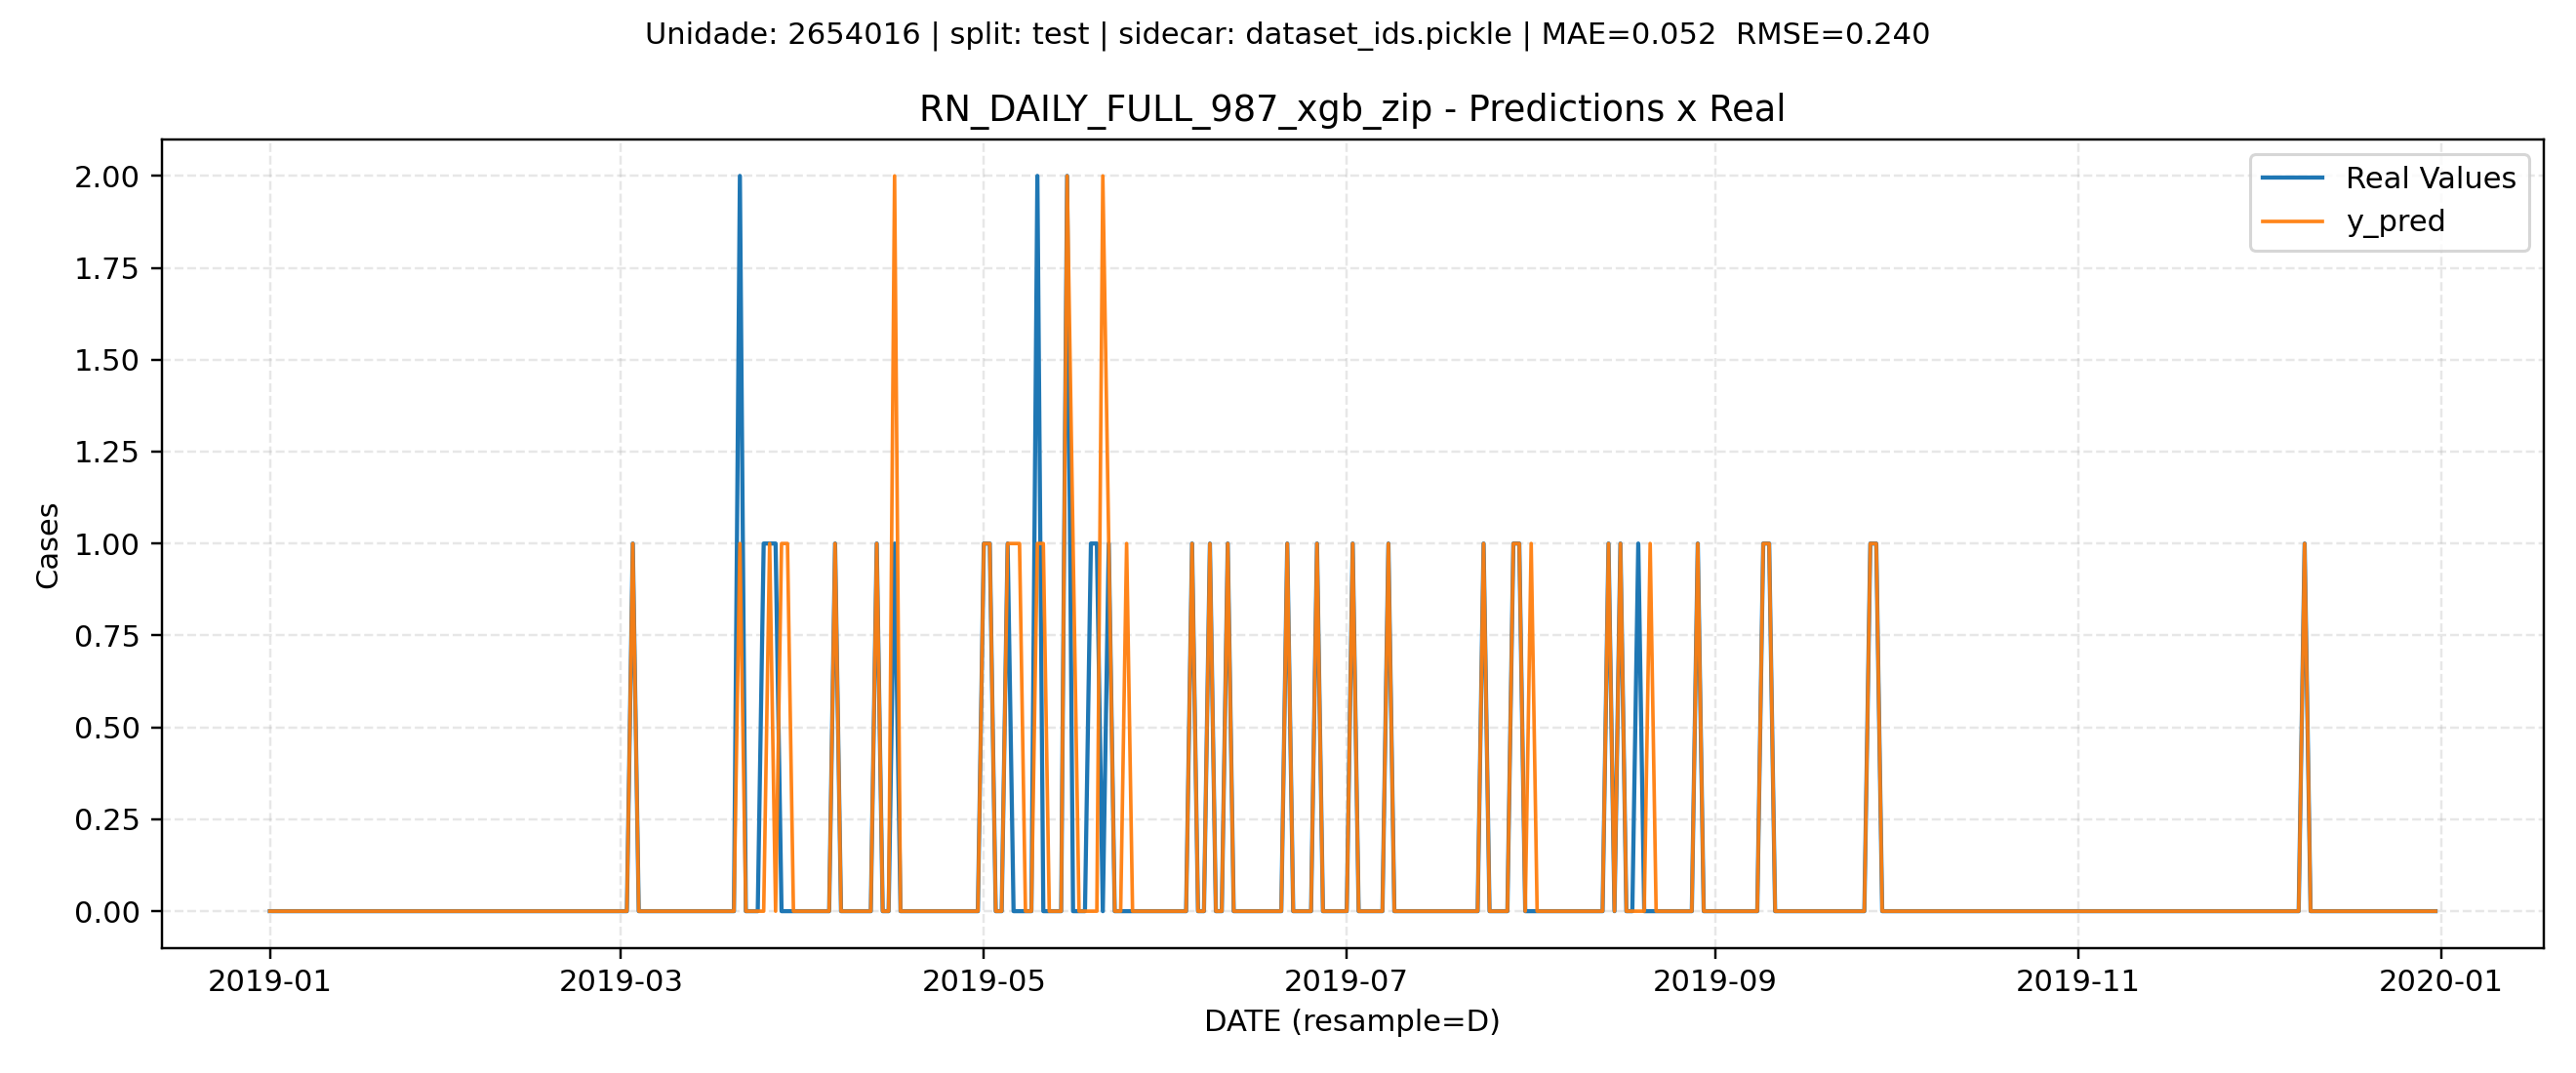 Unidade: 2654016 | split: test | sidecar: dataset_ids.pickle | MAE=0.052  RMSE=0.240
RN_DAILY_FULL_987_xgb_zip - Predictions x Real
Real Values
y_pred
2.00
1.75
1.50
1.25
1.00
0.75
0.50
0.25
0.00
Cases
2019-01
2019-03
2019-05
2019-07
2019-09
2019-11
2020-01
DATE (resample=D)